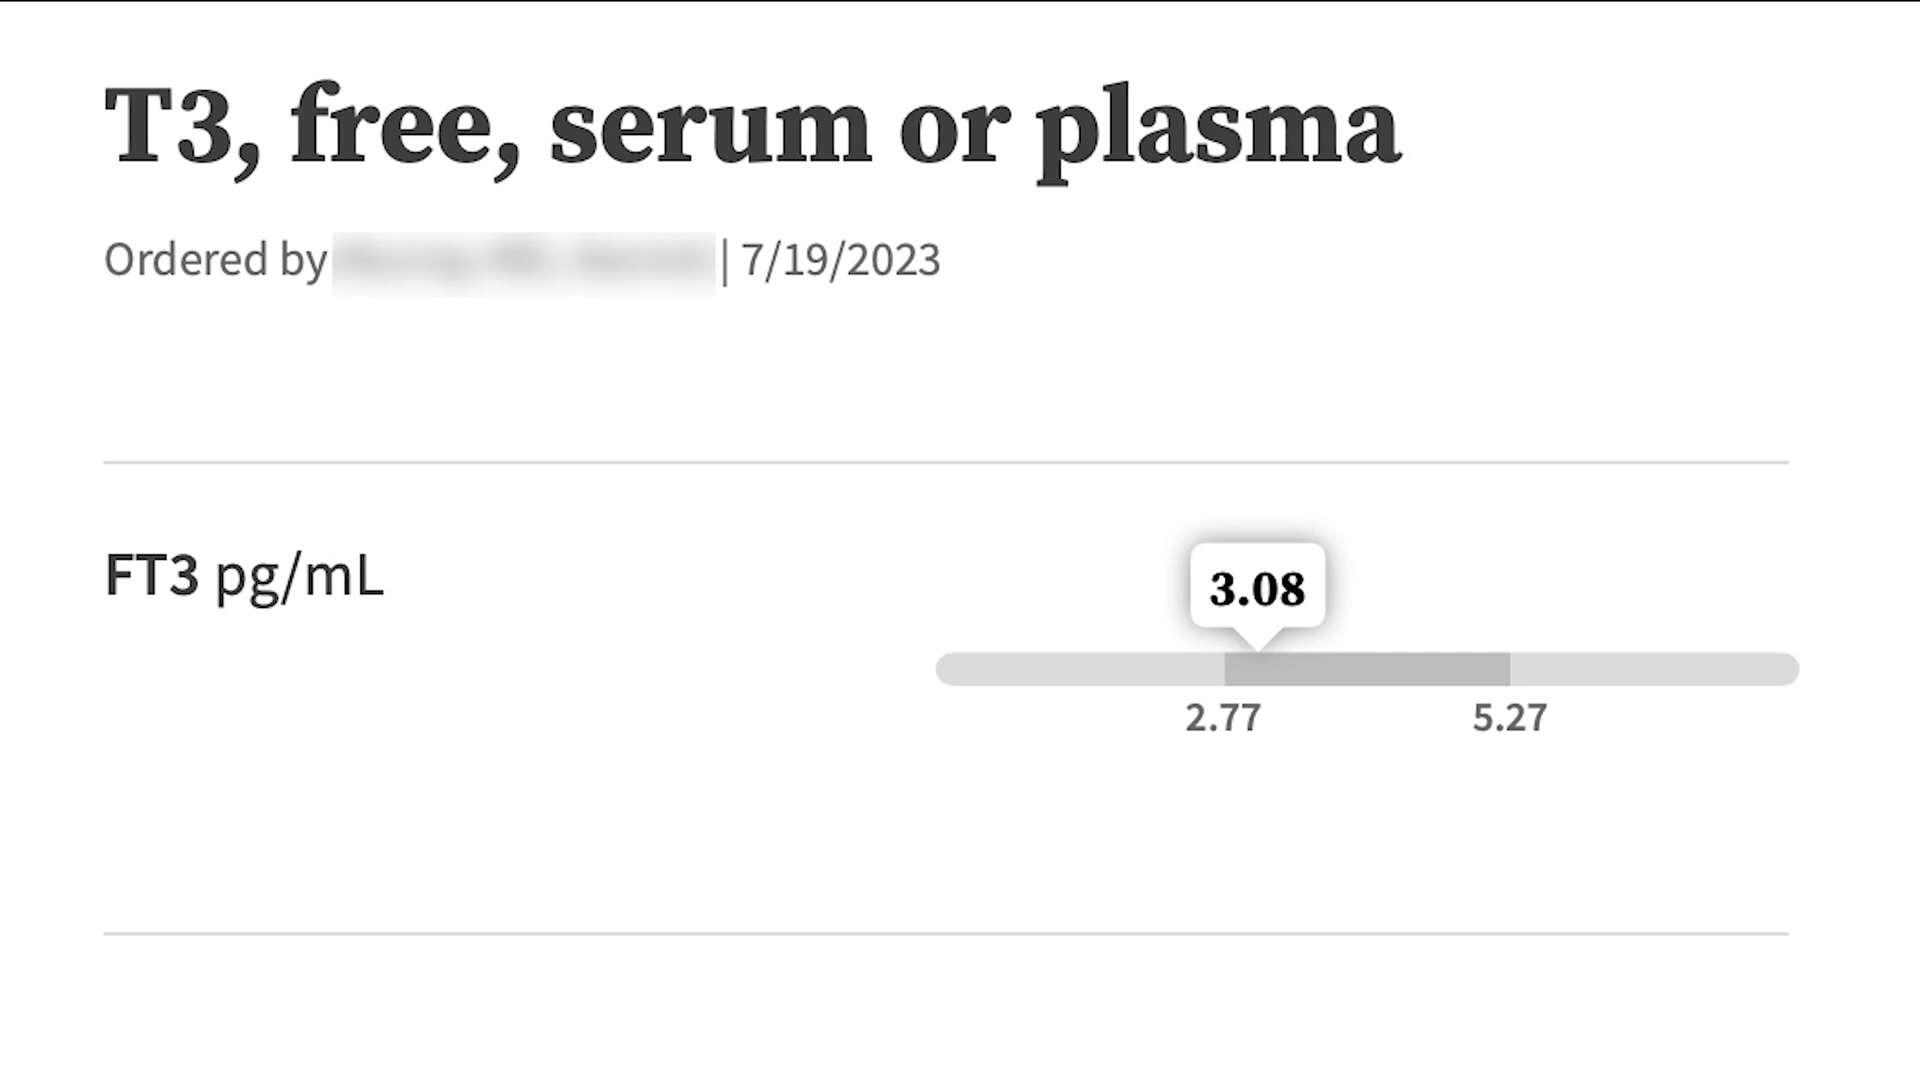 T3, free, serum or plasma
Ordered by | 7/19/2023
FT3 pg/mL
3.08
2.77 5.27